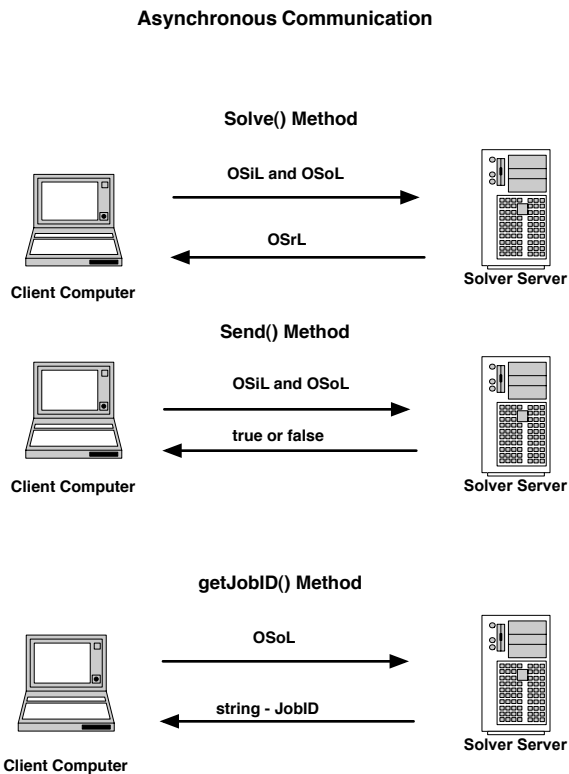 Asynchronous Communication
Solve() Method
OSiL and OSoL
OSrL
Client Computer
Solver Server
Send() Method
OSiL and OSoL
true or false
Client Computer
Solver Server
getJobID() Method
OSoL
string - JobID
Client Computer
Solver Server